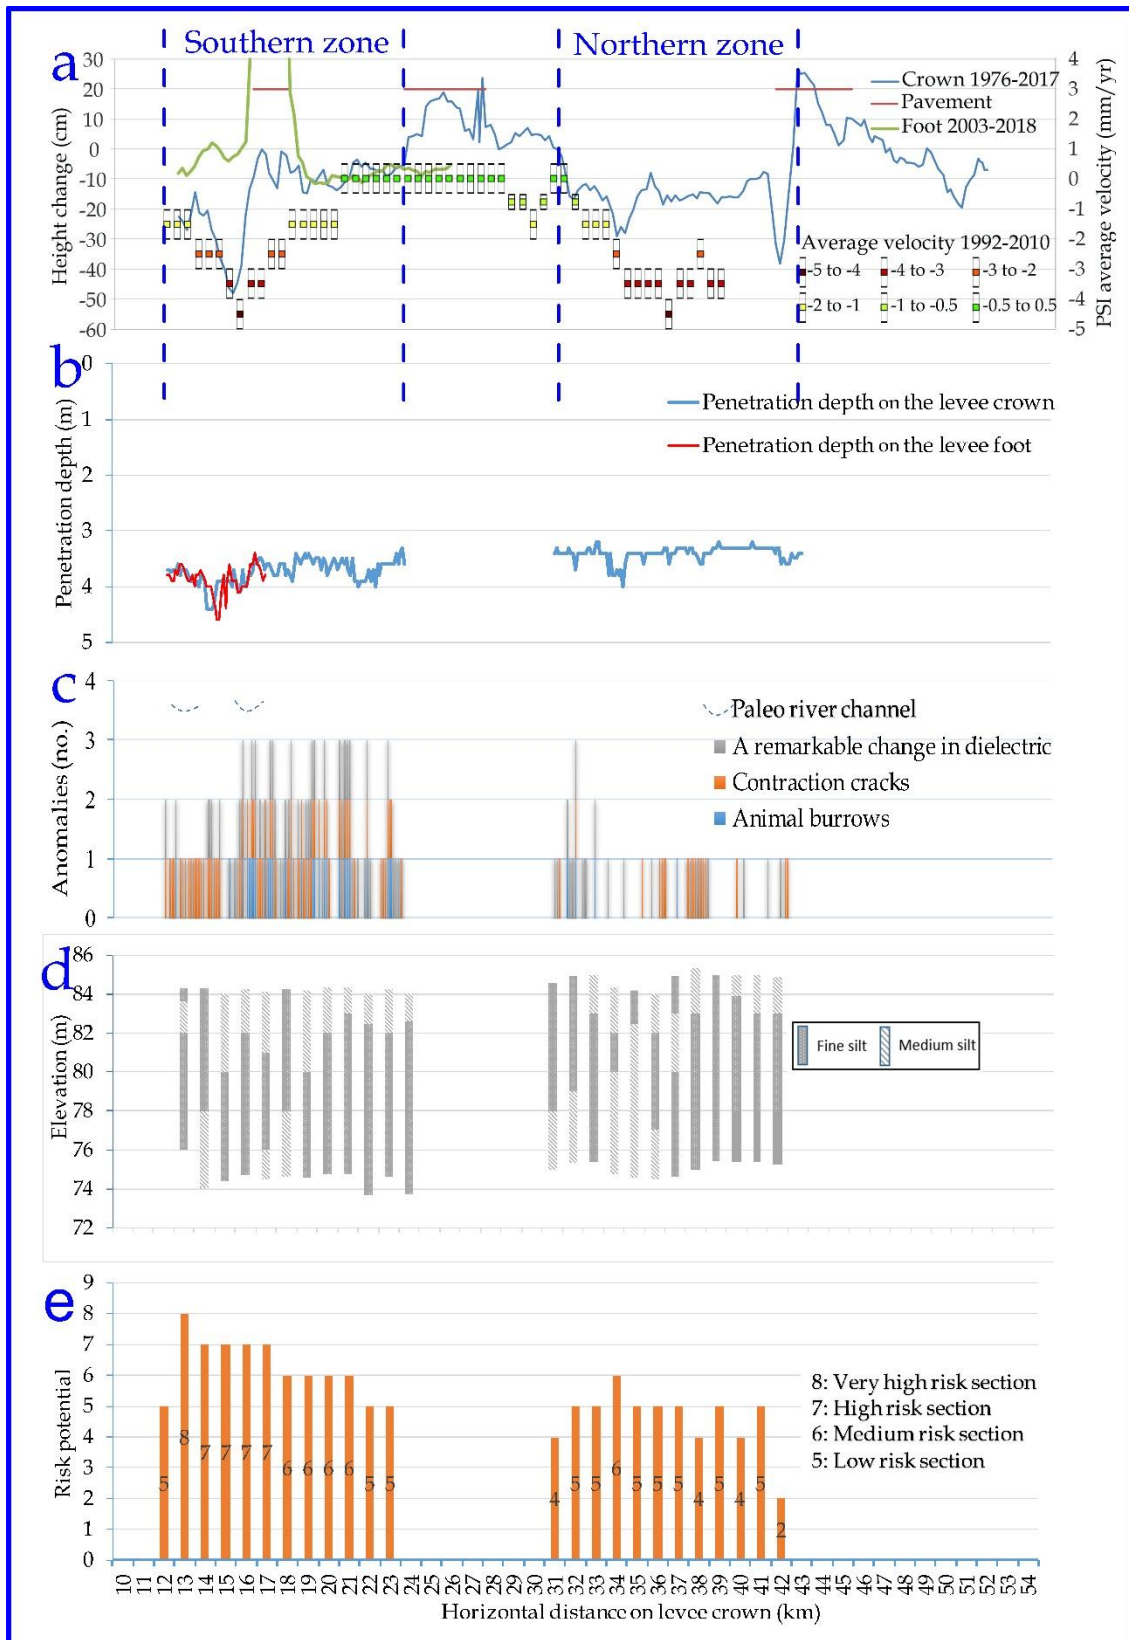 Southern zone
Northern zone
a
30
20
10
0
-10
-20
-30
-40
-50
-60
Height change (cm)
4
3
2
1
0
-1
-2
-3
-4
-5
PSI average velocity (mm/yr)
Crown 1976-2017
Pavement
Foot 2003-2018
Average velocity 1992-2010
-5 to -4
-4 to -3
-3 to -2
-2 to -1
-1 to -0.5
-0.5 to 0.5
b
0
1
2
3
4
5
Penetration depth (m)
Penetration depth on the levee crown
Penetration depth on the levee foot
c
4
3
2
1
0
Anomalies (no.)
Paleo river channel
A remarkable change in dielectric
Contraction cracks
Animal burrows
d
86
84
82
80
78
76
74
72
Elevation (m)
Fine silt
Medium silt
e
9
8
7
6
5
4
3
2
1
0
Risk potential
5 8 7 7 7 7 6 6 6 6 5 5 4 5 5 6 5 5 5 4 5 4 5 2
8: Very high risk section
7: High risk section
6: Medium risk section
5: Low risk section
10 11 12 13 14 15 16 17 18 19 20 21 22 23 24 25 26 27 28 29 30 31 32 33 34 35 36 37 38 39 40 41 42 43 44 45 46 47 48 49 50 51 52 53 54
Horizontal distance on levee crown (km)